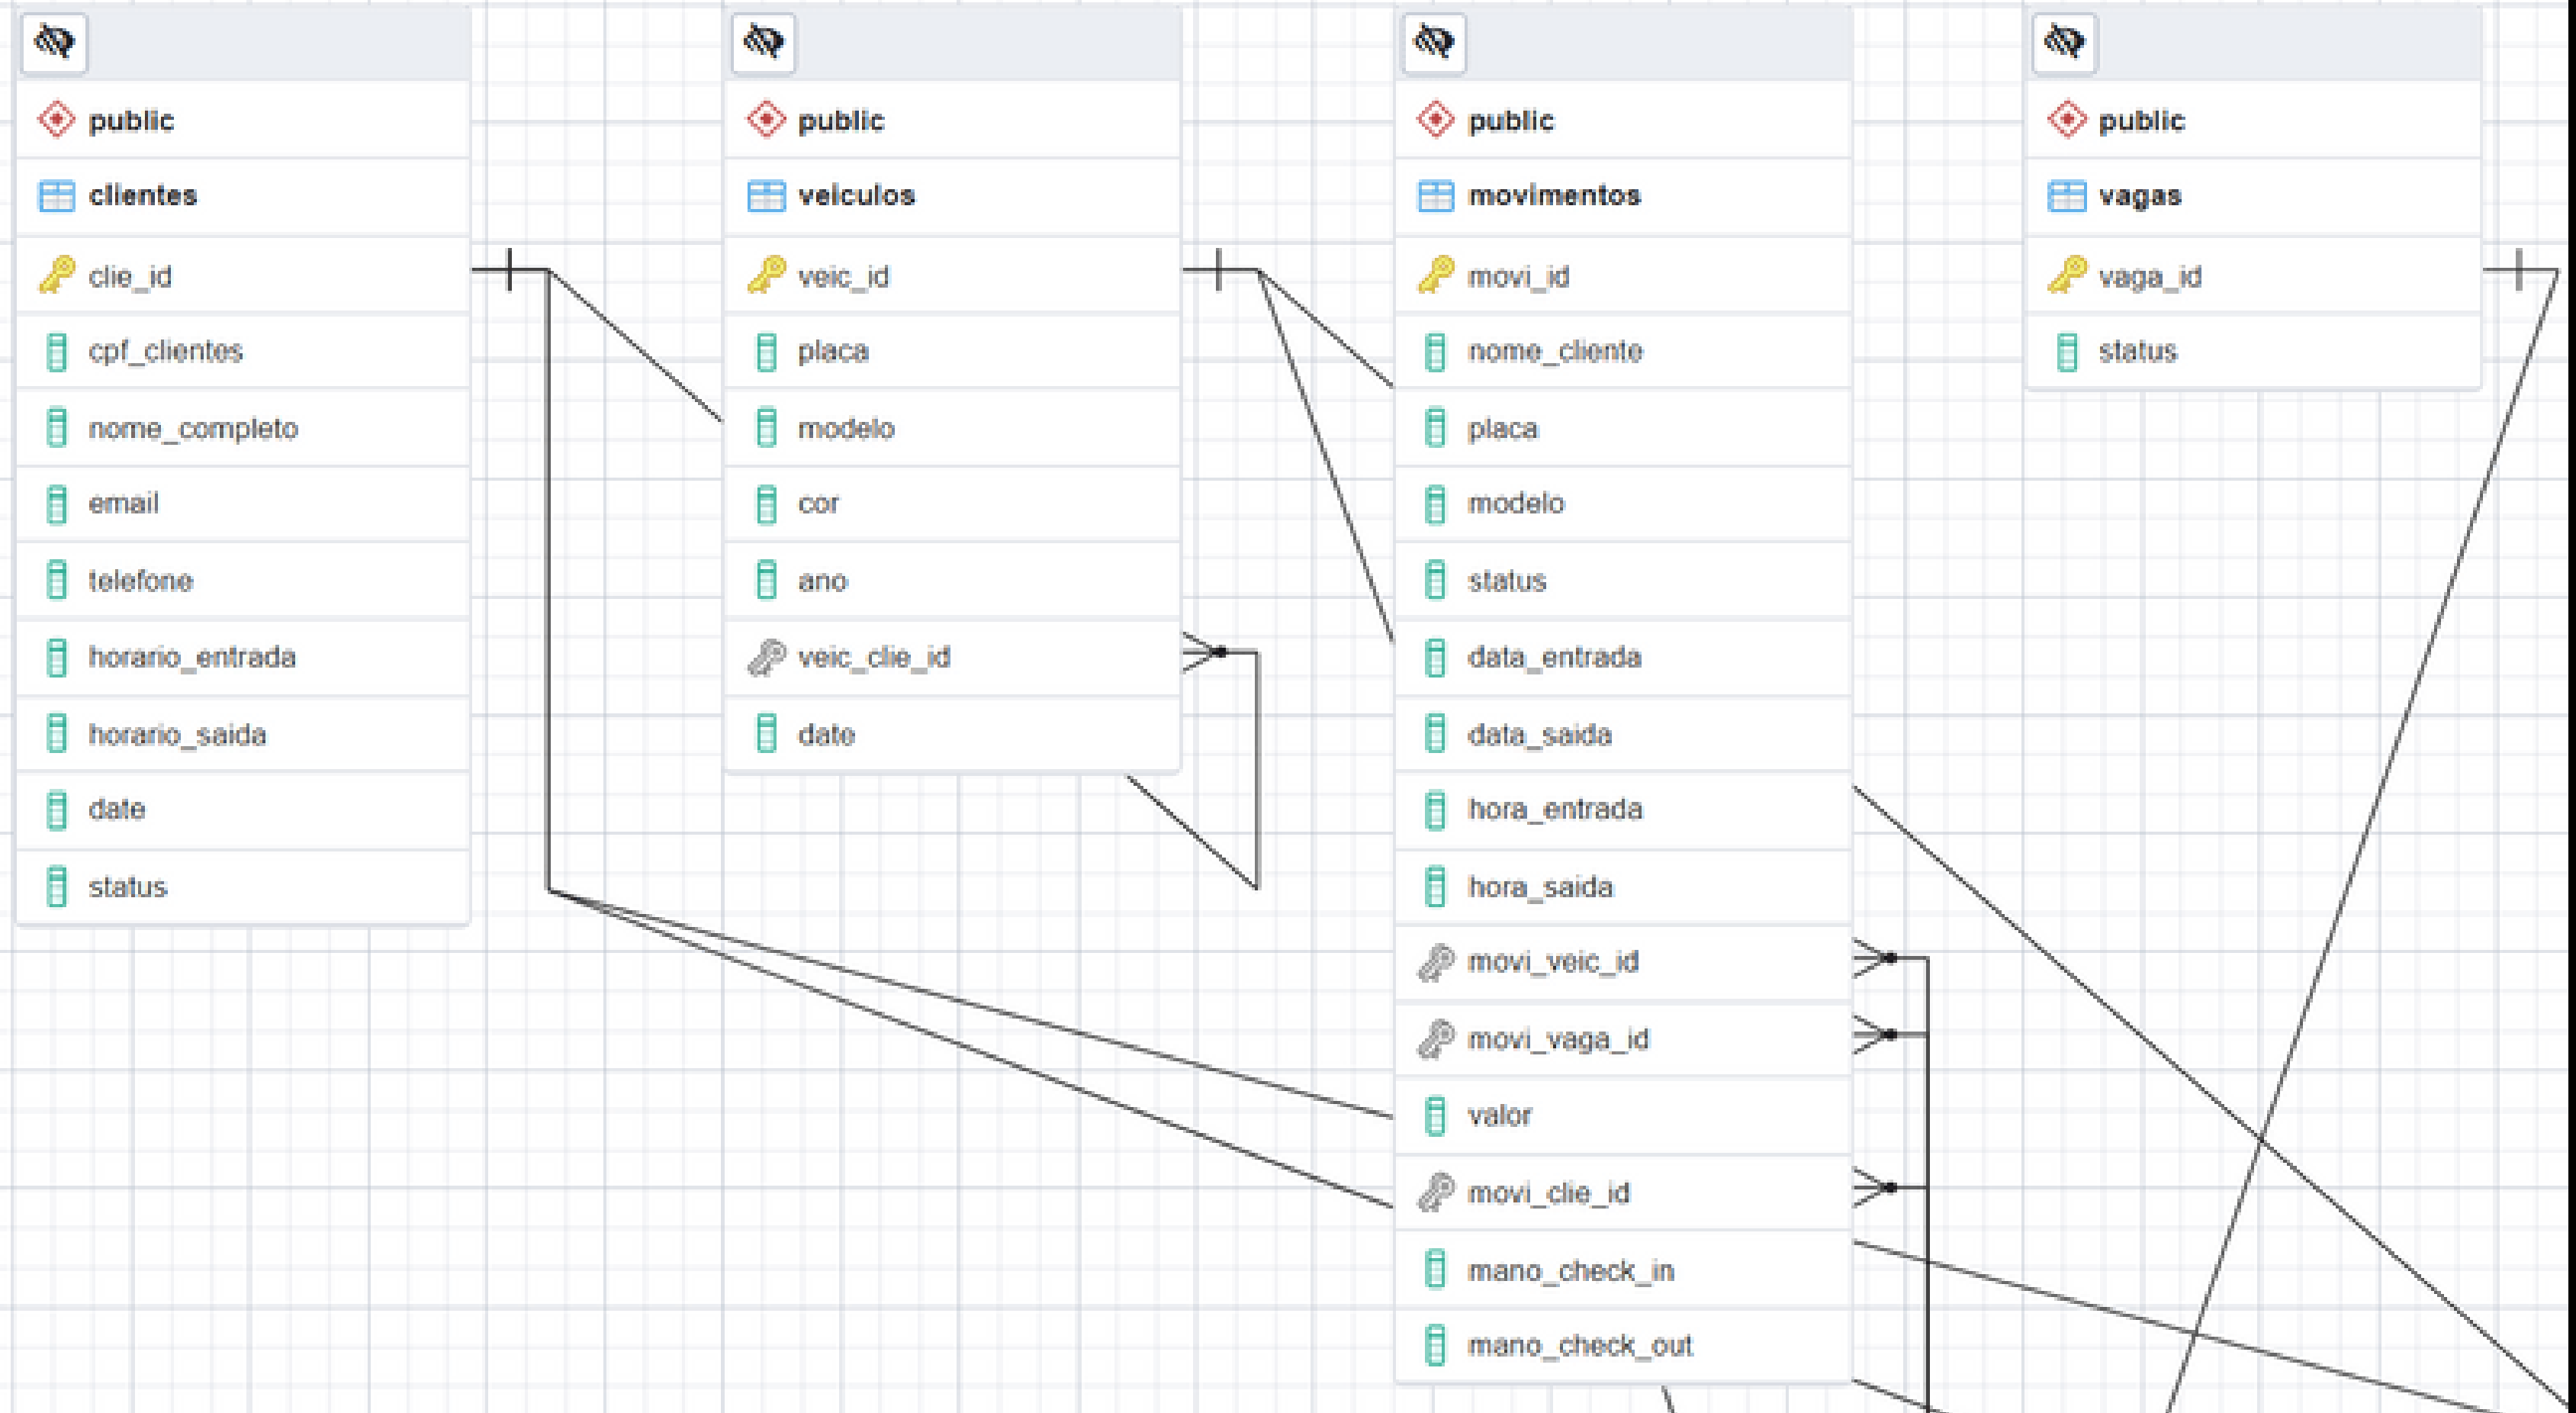 public
clientes
clie_id
cpf_clientes
nome_completo
email
telefone
horario_entrada
horario_saida
date
status
public
veiculos
veic_id
placa
modelo
cor
ano
veic_clie_id
date
public
movimentos
movi_id
nome_cliente
placa
modelo
status
data_entrada
data_saida
hora_entrada
hora_saida
movi_veic_id
movi_vaga_id
valor
movi_clie_id
mano_check_in
mano_check_out
public
vagas
vaga_id
status